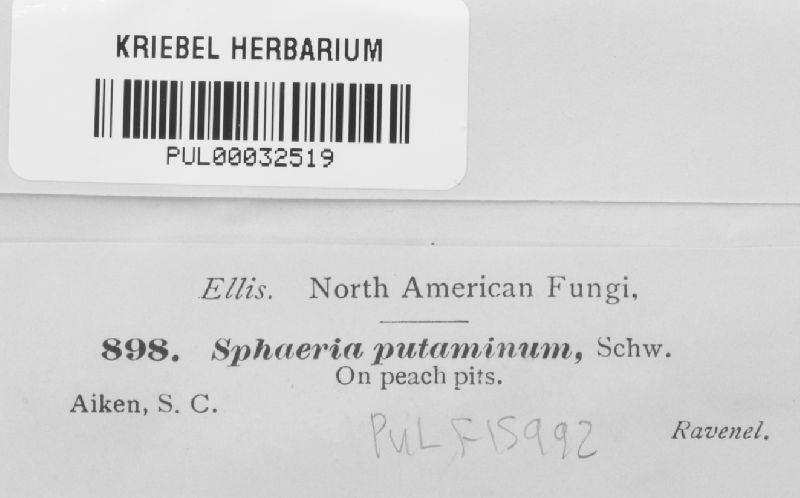 KRIEBEL HERBARIUM
PUL00032519
Ellis. North American Fungi,
898. Sphaeria putaminum, Schw.
On peach pits.
Aiken, S. C.
PUL F15992
Ravenel.